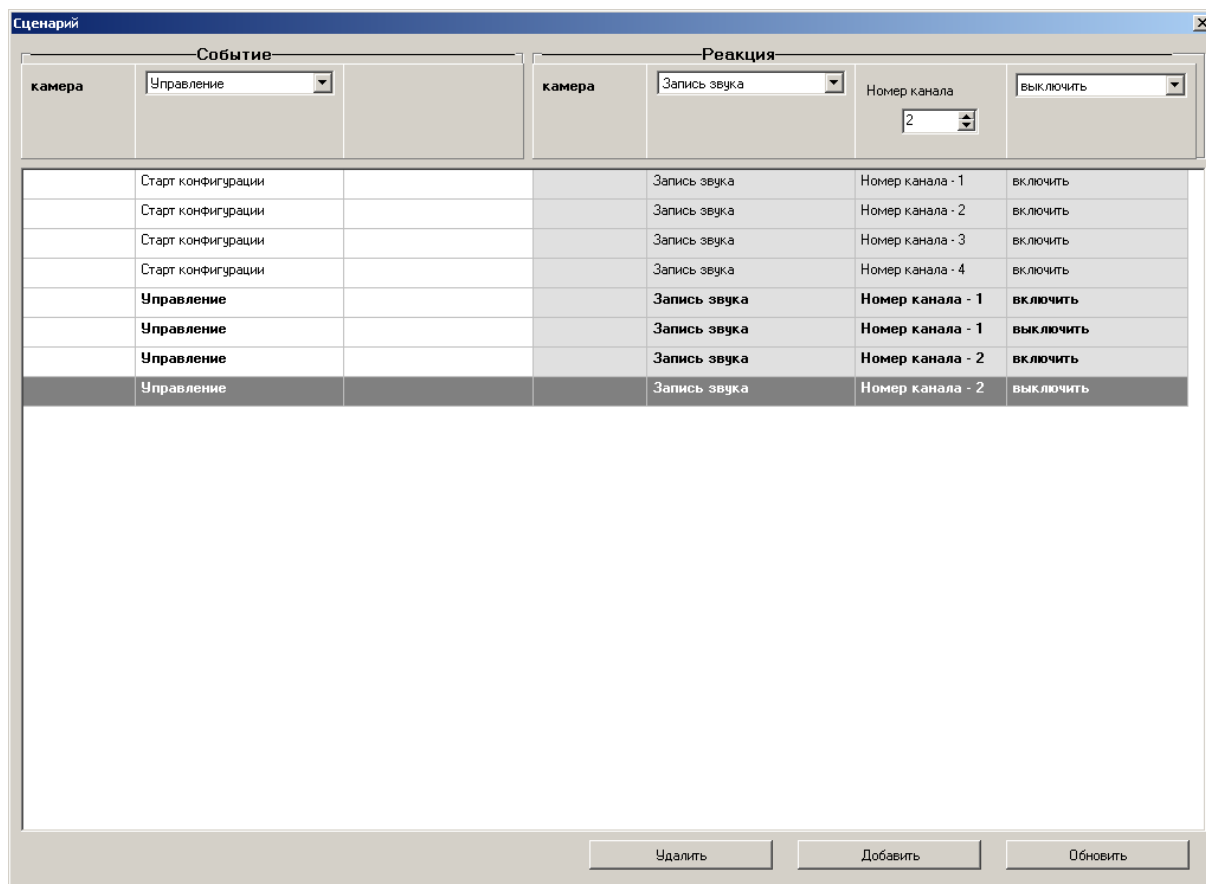 Сценарий
Событие Реакция
камера Управление камера Запись звука Номер канала 2 выключить
Старт конфигурации Запись звука Номер канала - 1 включить
Старт конфигурации Запись звука Номер канала - 2 включить
Старт конфигурации Запись звука Номер канала - 3 включить
Старт конфигурации Запись звука Номер канала - 4 включить
Управление Запись звука Номер канала - 1 включить
Управление Запись звука Номер канала - 1 выключить
Управление Запись звука Номер канала - 2 включить
Управление Запись звука Номер канала - 2 выключить
Удалить Добавить Обновить